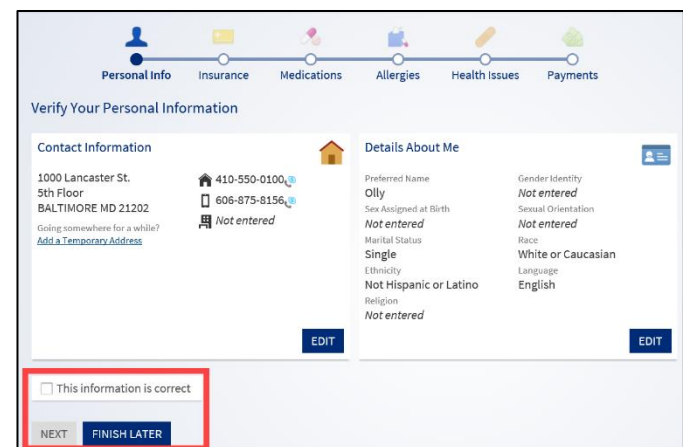 Personal Info Insurance Medications Allergies Health Issues Payments
Verify Your Personal Information
Contact Information
1000 Lancaster St.
5th Floor
BALTIMORE MD 21202
Going somewhere for a while?
Add a Temporary Address
410-550-0100
606-875-8156
Not entered
EDIT
Details About Me
Preferred Name
Olly
Sex Assigned at Birth
Not entered
Marital Status
Single
Ethnicity
Not Hispanic or Latino
Religion
Not entered
Gender Identity
Not entered
Sexual Orientation
Not entered
Race
White or Caucasian
Language
English
EDIT
This information is correct
NEXT FINISH LATER